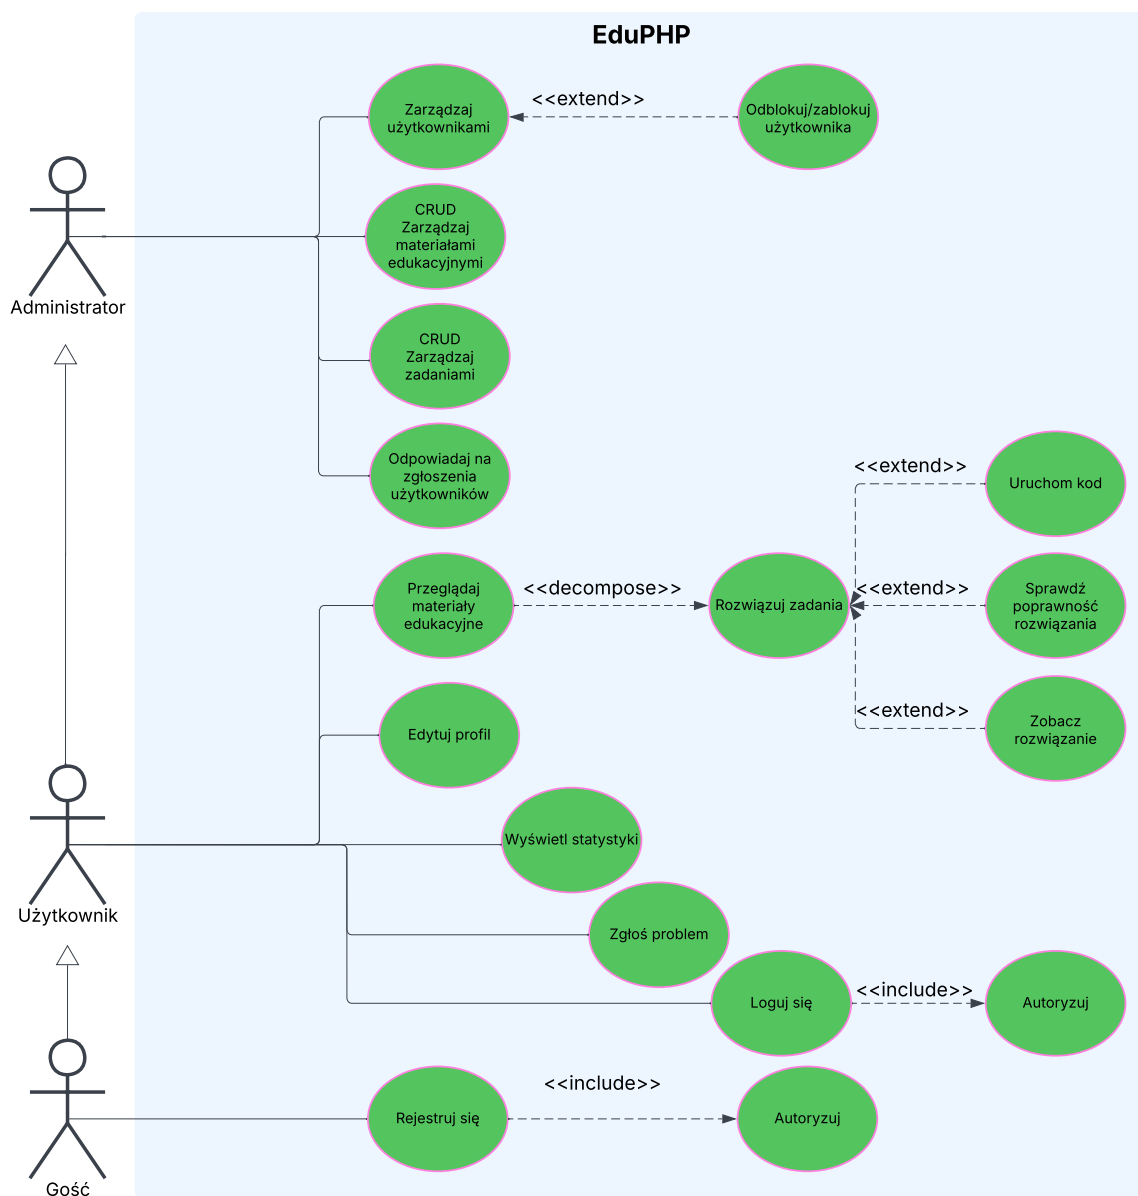 EduPHP
Zarządzaj
użytkownikami
<<extend>>
Odblokuj/zablokuj
użytkownika
CRUD
Zarządzaj
materiałami
edukacyjnymi
Administrator
CRUD
Zarządzaj
zadaniami
Odpowiadaj na
zgłoszenia
użytkowników
<<extend>>
Uruchom kod
Przeglądaj
materiały
edukacyjne
<<decompose>>
Rozwiązuj zadania
<<extend>>
Sprawdź
poprawność
rozwiązania
<<extend>>
Zobacz
rozwiązanie
Edytuj profil
Wyświetl statystyki
Użytkownik
Zgłoś problem
Loguj się
<<include>>
Autoryzuj
Rejestruj się
<<include>>
Autoryzuj
Gość